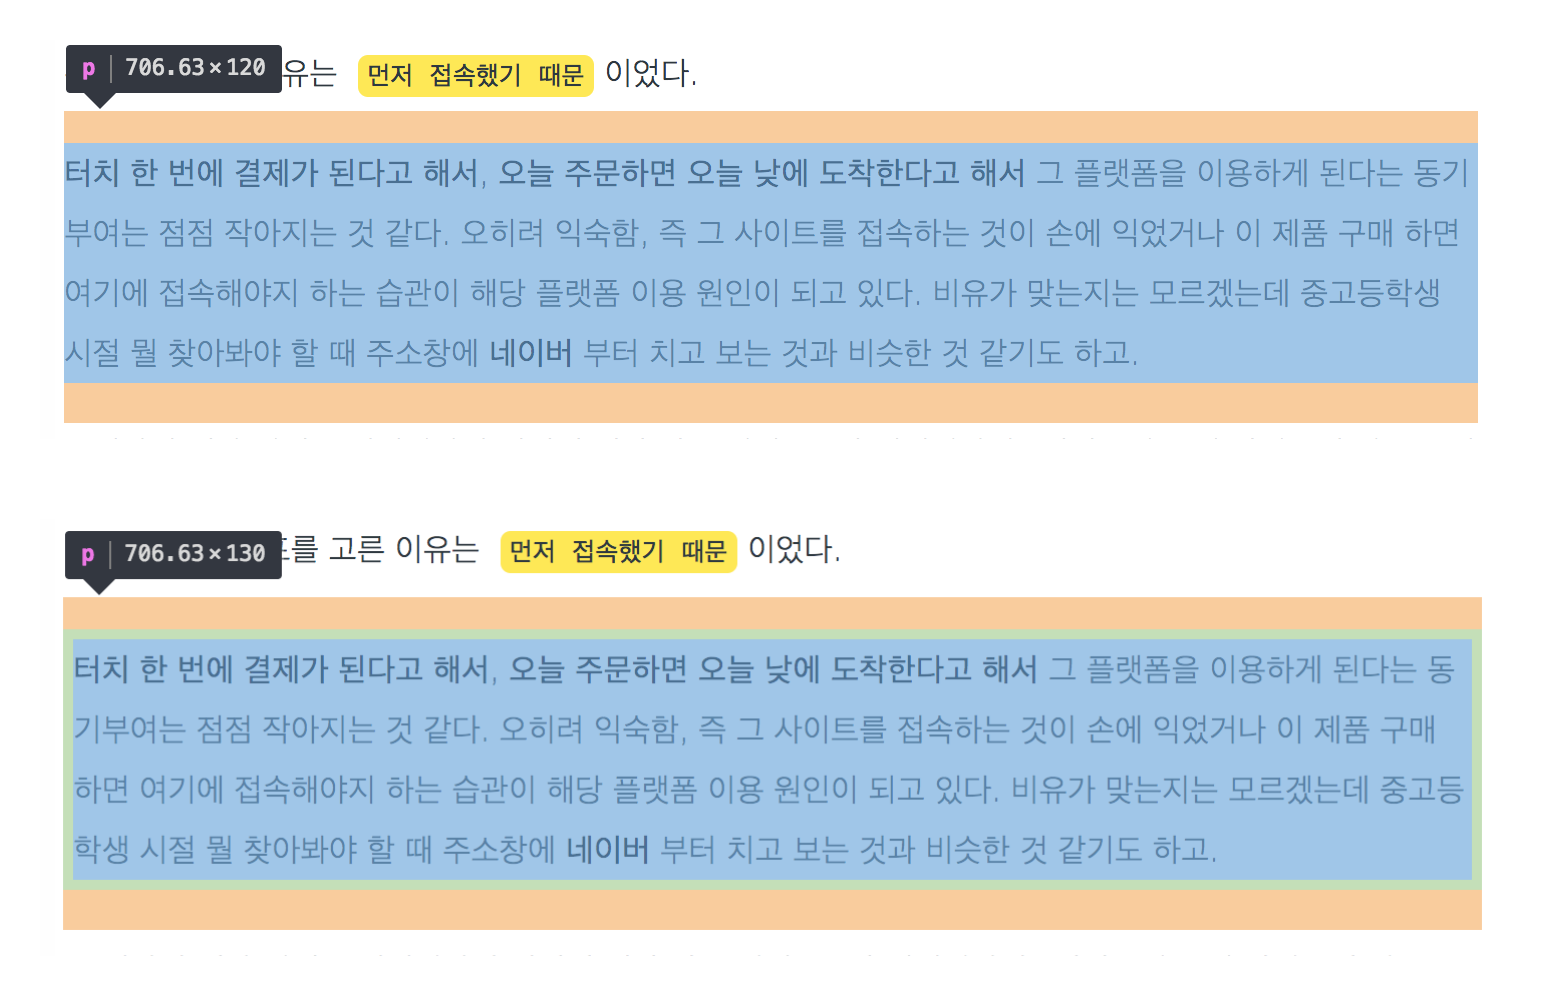 p 706.63×120 유는 먼저 접속했기 때문 이었다.
터치 한 번에 결제가 된다고 해서, 오늘 주문하면 오늘 낮에 도착한다고 해서 그 플랫폼을 이용하게 된다는 동기
부여는 점점 작아지는 것 같다. 오히려 익숙함, 즉 그 사이트를 접속하는 것이 손에 익었거나 이 제품 구매 하면
여기에 접속해야지 하는 습관이 해당 플랫폼 이용 원인이 되고 있다. 비유가 맞는지는 모르겠는데 중고등학생
시절 뭘 찾아봐야 할 때 주소창에 네이버 부터 치고 보는 것과 비슷한 것 같기도 하고.
p 706.63×130 를 고른 이유는 먼저 접속했기 때문 이었다.
터치 한 번에 결제가 된다고 해서, 오늘 주문하면 오늘 낮에 도착한다고 해서 그 플랫폼을 이용하게 된다는 동
기부여는 점점 작아지는 것 같다. 오히려 익숙함, 즉 그 사이트를 접속하는 것이 손에 익었거나 이 제품 구매
하면 여기에 접속해야지 하는 습관이 해당 플랫폼 이용 원인이 되고 있다. 비유가 맞는지는 모르겠는데 중고등
학생 시절 뭘 찾아봐야 할 때 주소창에 네이버 부터 치고 보는 것과 비슷한 것 같기도 하고.